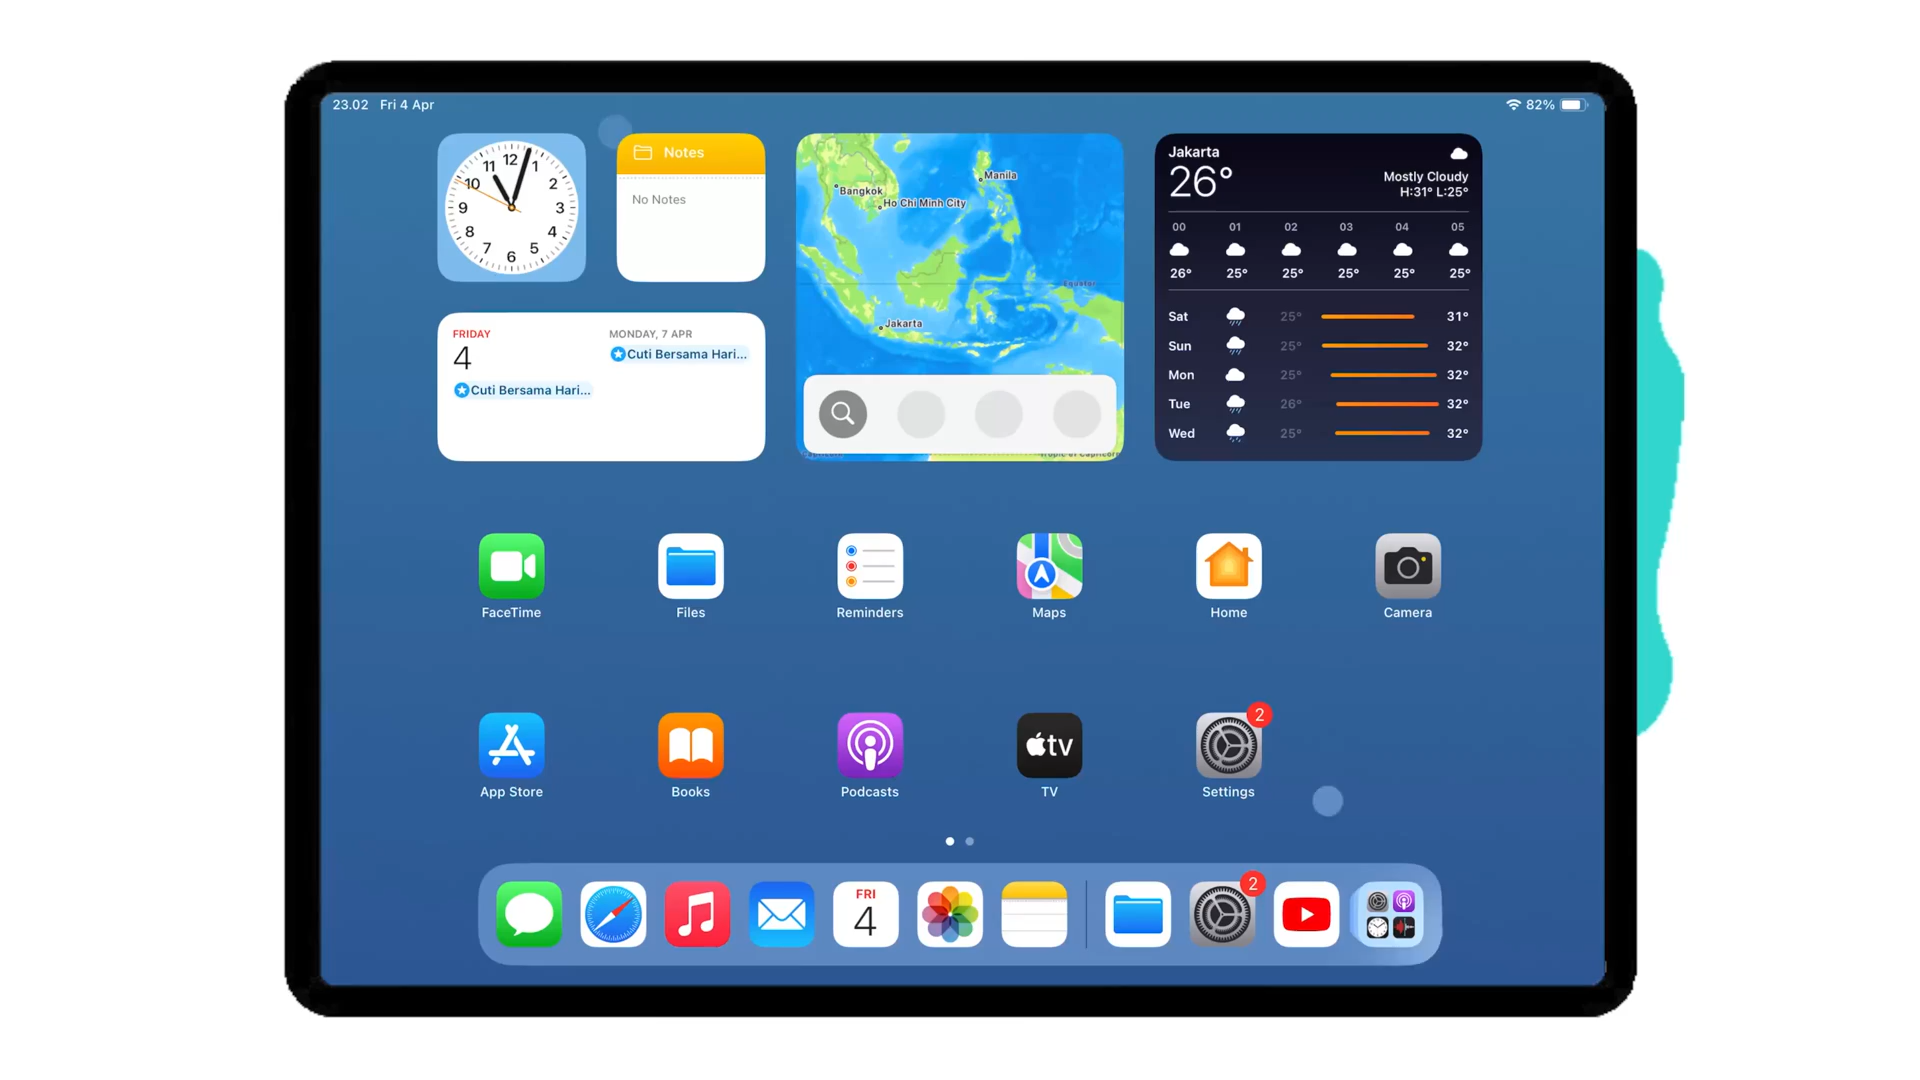 23.02 Fri 4 Apr
82%
11 12 1
10 2
9 3
8 4
7 6 5
Notes
No Notes
Bangkok
Manila
Ho Chi Minh City
Equator
Jakarta
Tropic of Capricorn
Jakarta
26°
Mostly Cloudy
H:31° L:25°
00 01 02 03 04 05
26° 25° 25° 25° 25° 25°
Sat 25° 31°
Sun 25° 32°
Mon 25° 32°
Tue 26° 32°
Wed 25° 32°
FRIDAY
4
Cuti Bersama Hari...
MONDAY, 7 APR
Cuti Bersama Hari...
FaceTime Files Reminders Maps Home Camera
tv
2
App Store Books Podcasts TV Settings
FRI
4
2